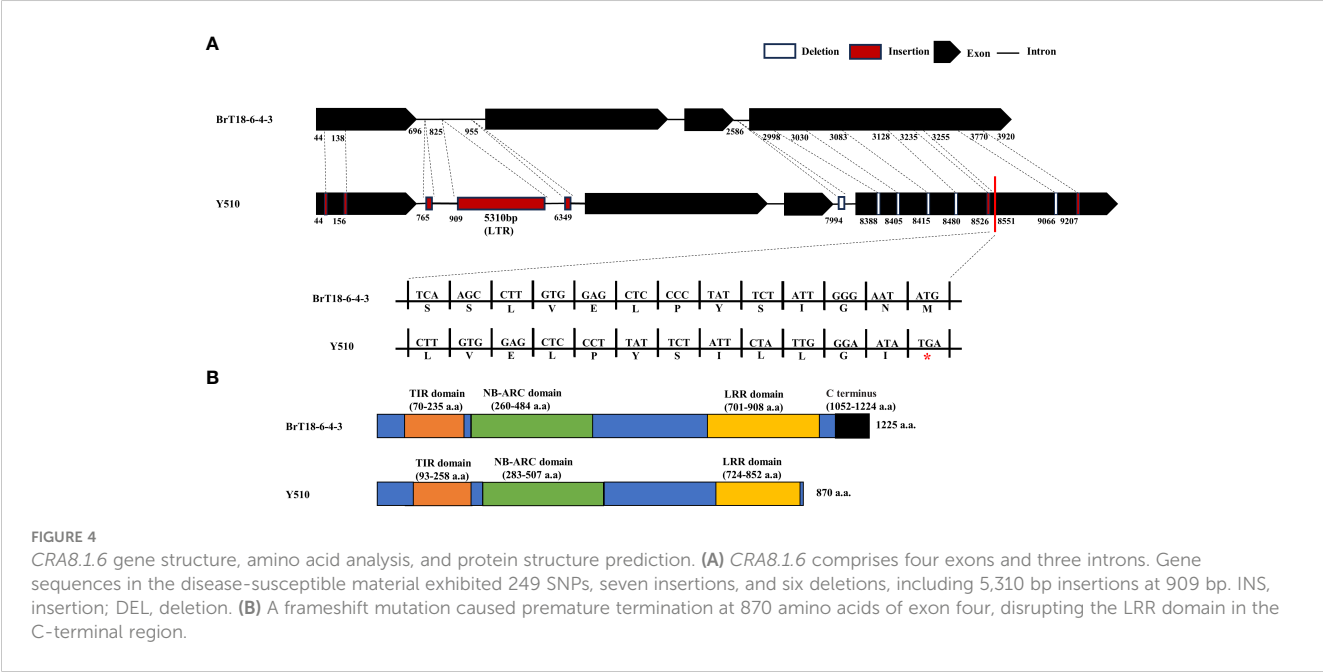 A
Deletion Insertion Exon Intron
BrT18-6-4-3
44 138 696 825 955 2586 2998 3030 3083 3128 3235 3255 3770 3920
Y510
44 156 765 909 5310bp 6349 7994 8388 8405 8415 8480 8526 8551 9066 9207
(LTR)
BrT18-6-4-3 TCA AGC CTT GTG GAG CTC CCC TAT TCT ATT GGG AAT ATG
S S L V E L P Y S I G N M
Y510 CTT GTG GAG CTC CCT TAT TCT ATT CTA TTG GGA ATA TGA
L V E L P Y S I L L G I *
B
TIR domain NB-ARC domain LRR domain C terminus
(70-235 a.a) (260-484 a.a) (701-908 a.a) (1052-1224 a.a)
BrT18-6-4-3 1225 a.a.
TIR domain NB-ARC domain LRR domain
(93-258 a.a) (283-507 a.a) (724-852 a.a)
Y510 870 a.a.
FIGURE 4
CRA8.1.6 gene structure, amino acid analysis, and protein structure prediction. (A) CRA8.1.6 comprises four exons and three introns. Gene
sequences in the disease-susceptible material exhibited 249 SNPs, seven insertions, and six deletions, including 5,310 bp insertions at 909 bp. INS,
insertion; DEL, deletion. (B) A frameshift mutation caused premature termination at 870 amino acids of exon four, disrupting the LRR domain in the
C-terminal region.